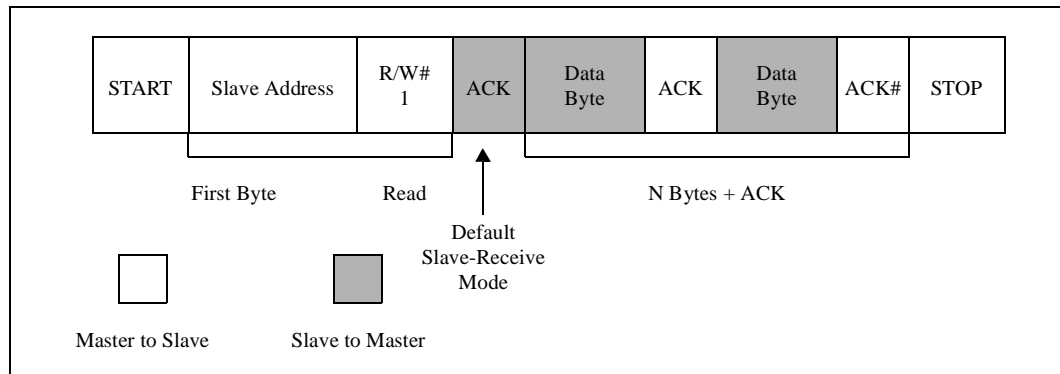 START
Slave Address
R/W#
1
ACK
Data
Byte
ACK
Data
Byte
ACK#
STOP
First Byte
Read
N Bytes + ACK
Default
Slave-Receive
Mode
Master to Slave
Slave to Master